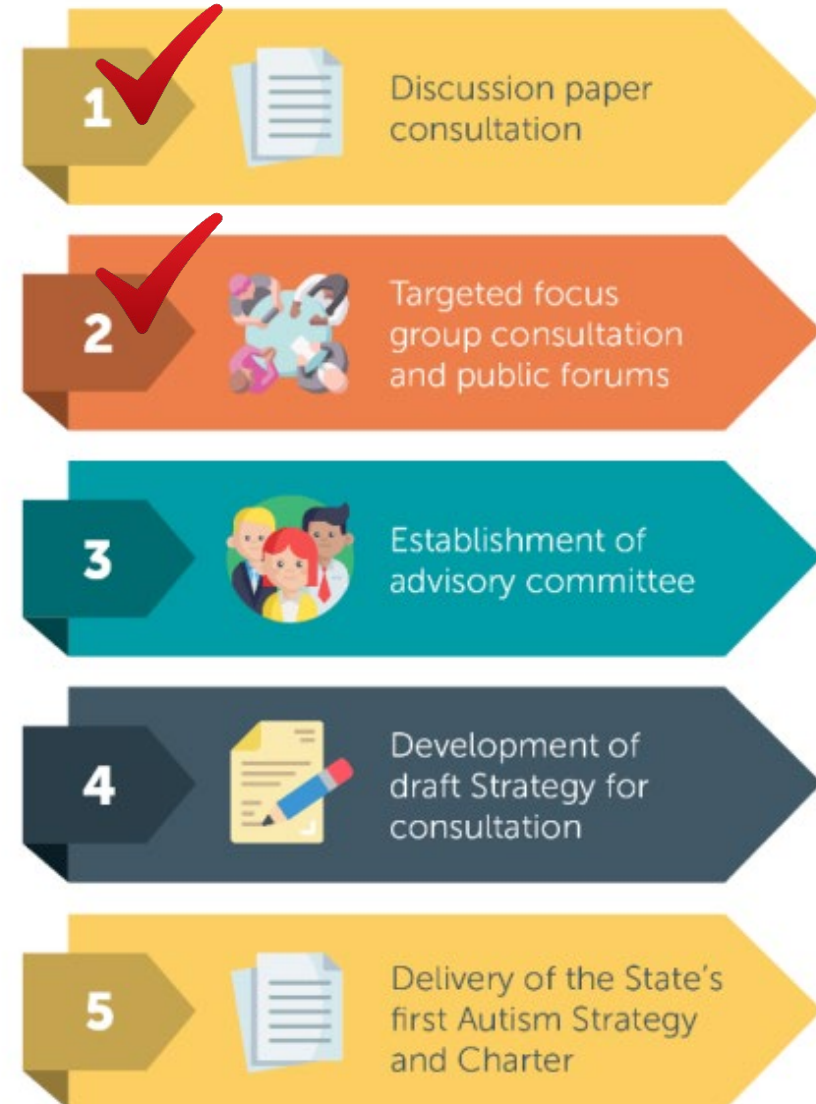 1
Discussion paper
consultation
2
Targeted focus
group consultation
and public forums
3
Establishment of
advisory committee
4
Development of
draft Strategy for
consultation
5
Delivery of the State's
first Autism Strategy
and Charter